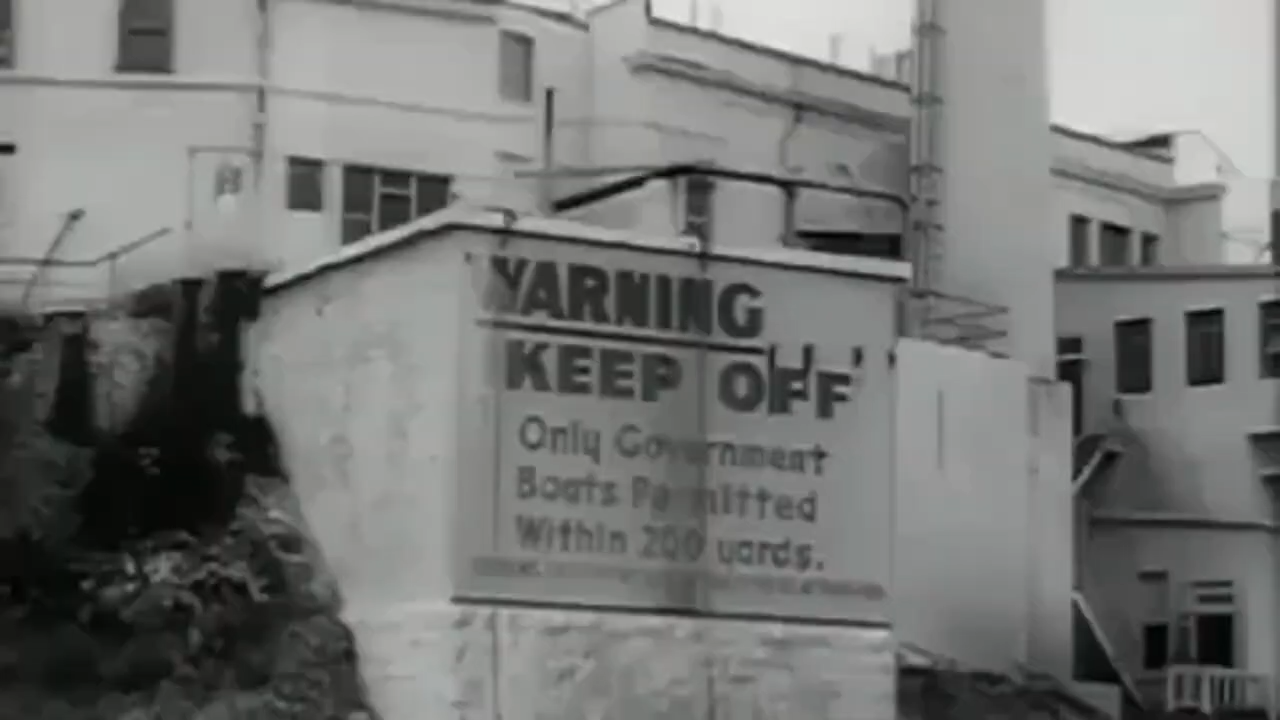 WARNING
KEEP OFF
Only Government
Boats Permitted
Within 200 yards.